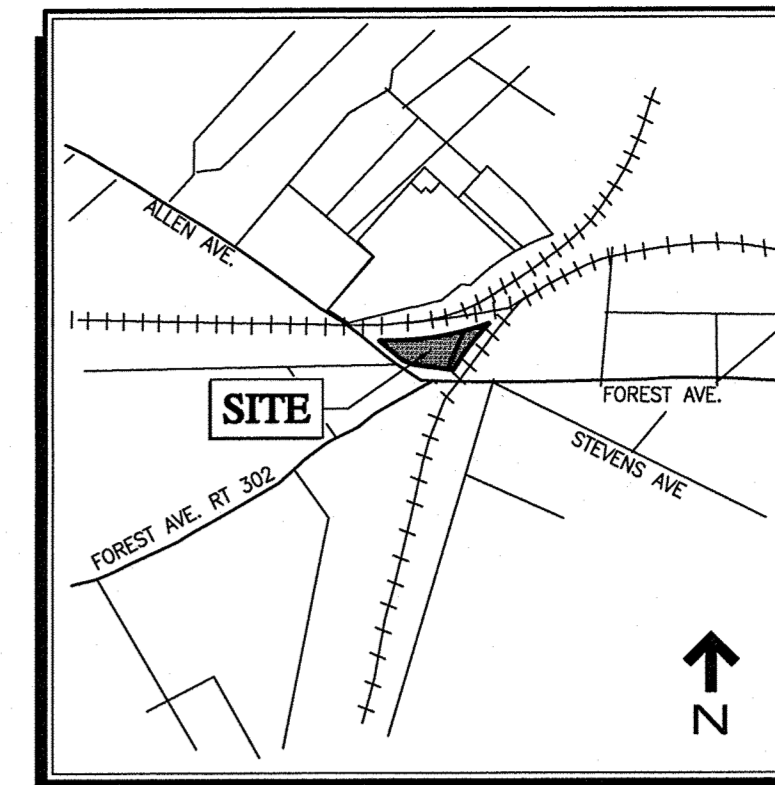 ALLEN AVE.
SITE
FOREST AVE.
STEVENS AVE
FOREST AVE. RT 302
N